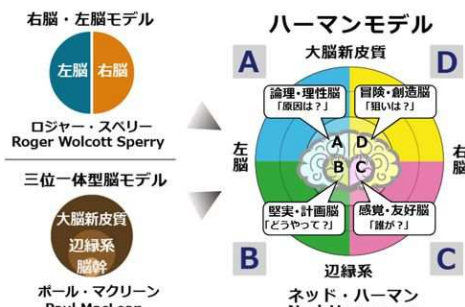 右脳・左脳モデル
左脳
右脳
ロジャー・スペリー
Roger Wolcott Sperry
三位一体型脳モデル
大脳新皮質
辺縁系
脳幹
ポール・マクリーン
Paul MacLean
ハーマンモデル
大脳新皮質
A
D
論理・理性脳
「原因は？」
冒険・創造脳
「狙いは？」
左脳
右脳
A
D
B
C
堅実・計画脳
「どうやって？」
感覚・友好脳
「誰が？」
B
C
辺縁系
ネッド・ハーマン